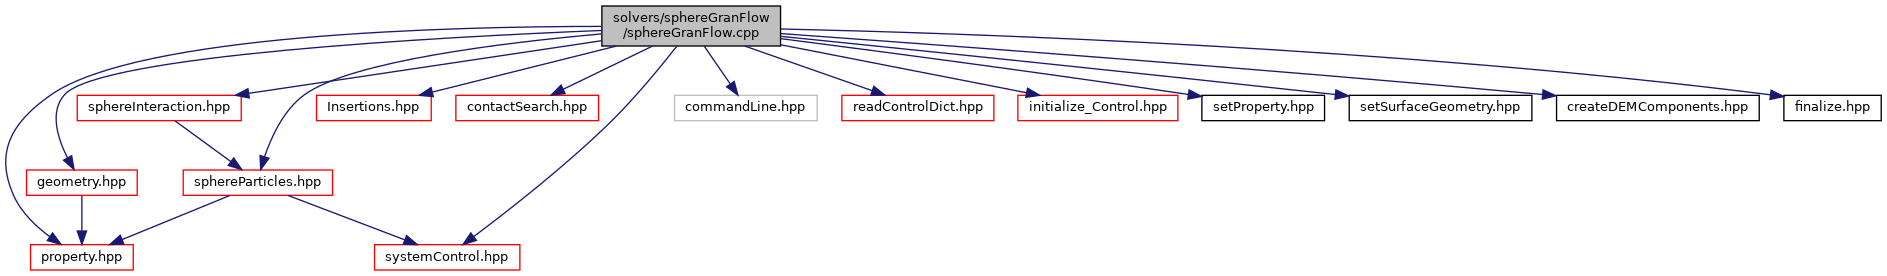 solvers/sphereGranFlow
/sphereGranFlow.cpp
sphereInteraction.hpp
Insertions.hpp
contactSearch.hpp
commandLine.hpp
readControlDict.hpp
initialize_Control.hpp
setProperty.hpp
setSurfaceGeometry.hpp
createDEMComponents.hpp
finalize.hpp
geometry.hpp
sphereParticles.hpp
property.hpp
systemControl.hpp